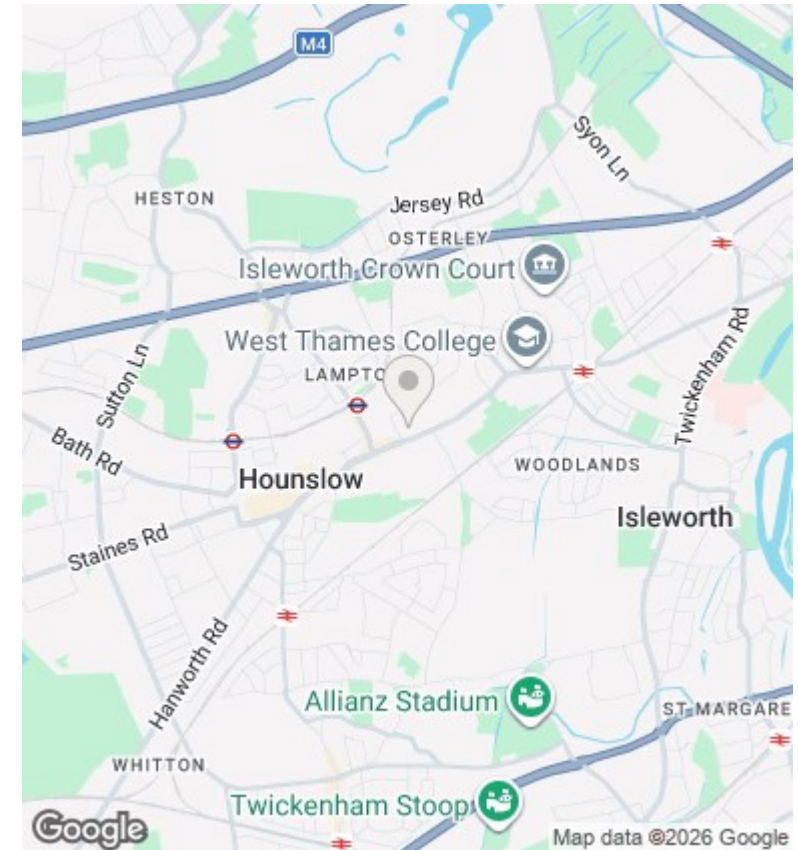 M4
Syon Ln
HESTON
Jersey Rd
OSTERLEY
Isleworth Crown Court
West Thames College
LAMPTO
Sutton Ln
Twickenham Rd
Bath Rd
Hounslow
WOODLANDS
Isleworth
Staines Rd
Hanworth Rd
Allianz Stadium
ST MARGARE
WHITTON
Twickenham Stoop
Google
Map data ©2026 Google